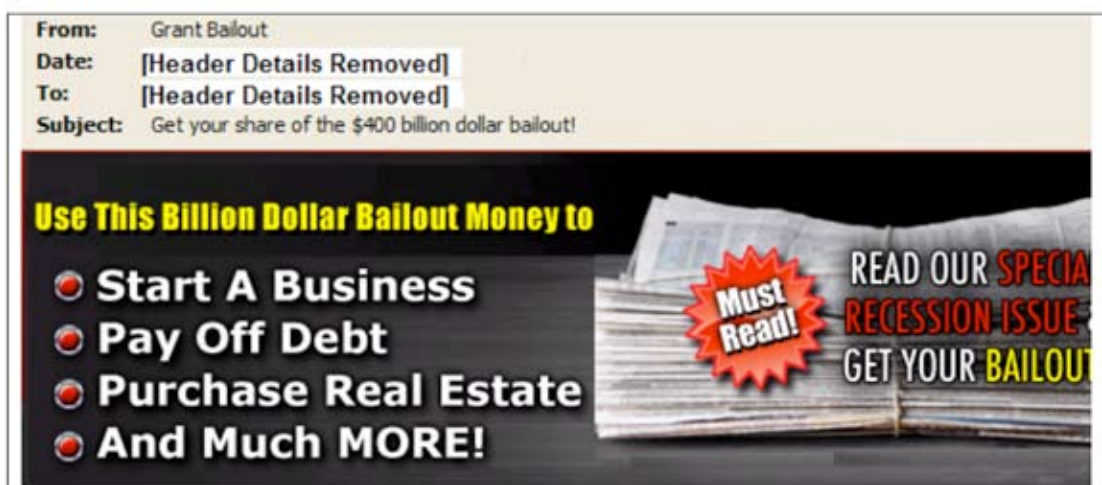 From: Grant Bailout
Date: [Header Details Removed]
To: [Header Details Removed]
Subject: Get your share of the $400 billion dollar bailout!
Use This Billion Dollar Bailout Money to
Start A Business
Pay Off Debt
Purchase Real Estate
And Much MORE!
Must
Read!
READ OUR SPECIA
RECESSION ISSUE
GET YOUR BAILOUT